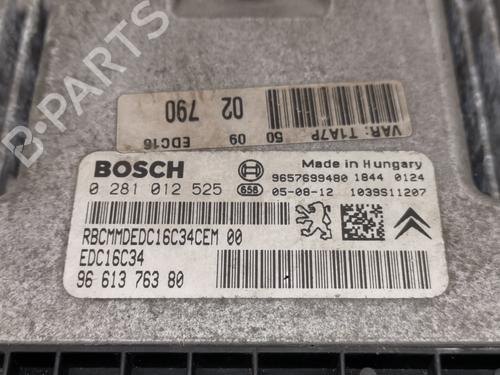 02 790
50 09 EDC16
VAR: T1A7P
BOSCH
0 281 012 525
658
Made in Hungary
9657699480 1844 0124
05-08-12 1039S11207
RBCMMDEDC16C34CEM 00
EDC16C34
96 613 763 80